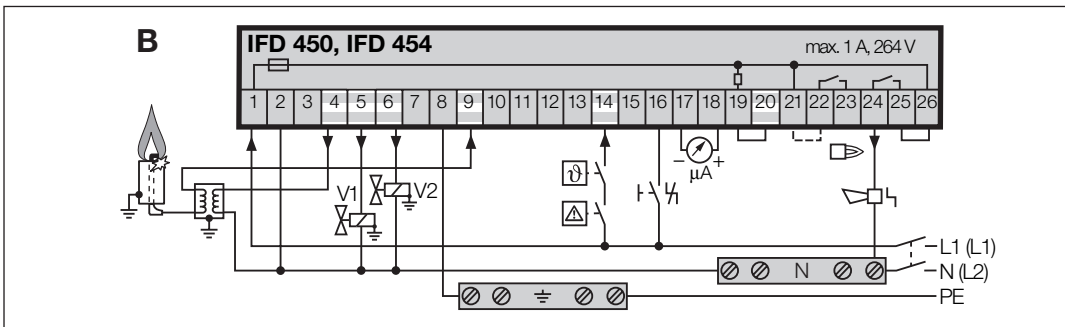 B
IFD 450, IFD 454
max. 1 A, 264 V
1 2 3 4 5 6 7 8 9 10 11 12 13 14 15 16 17 18 19 20 21 22 23 24 25 26
V1
V2
ϑ
− +
µA
L1 (L1)
N
N (L2)
PE